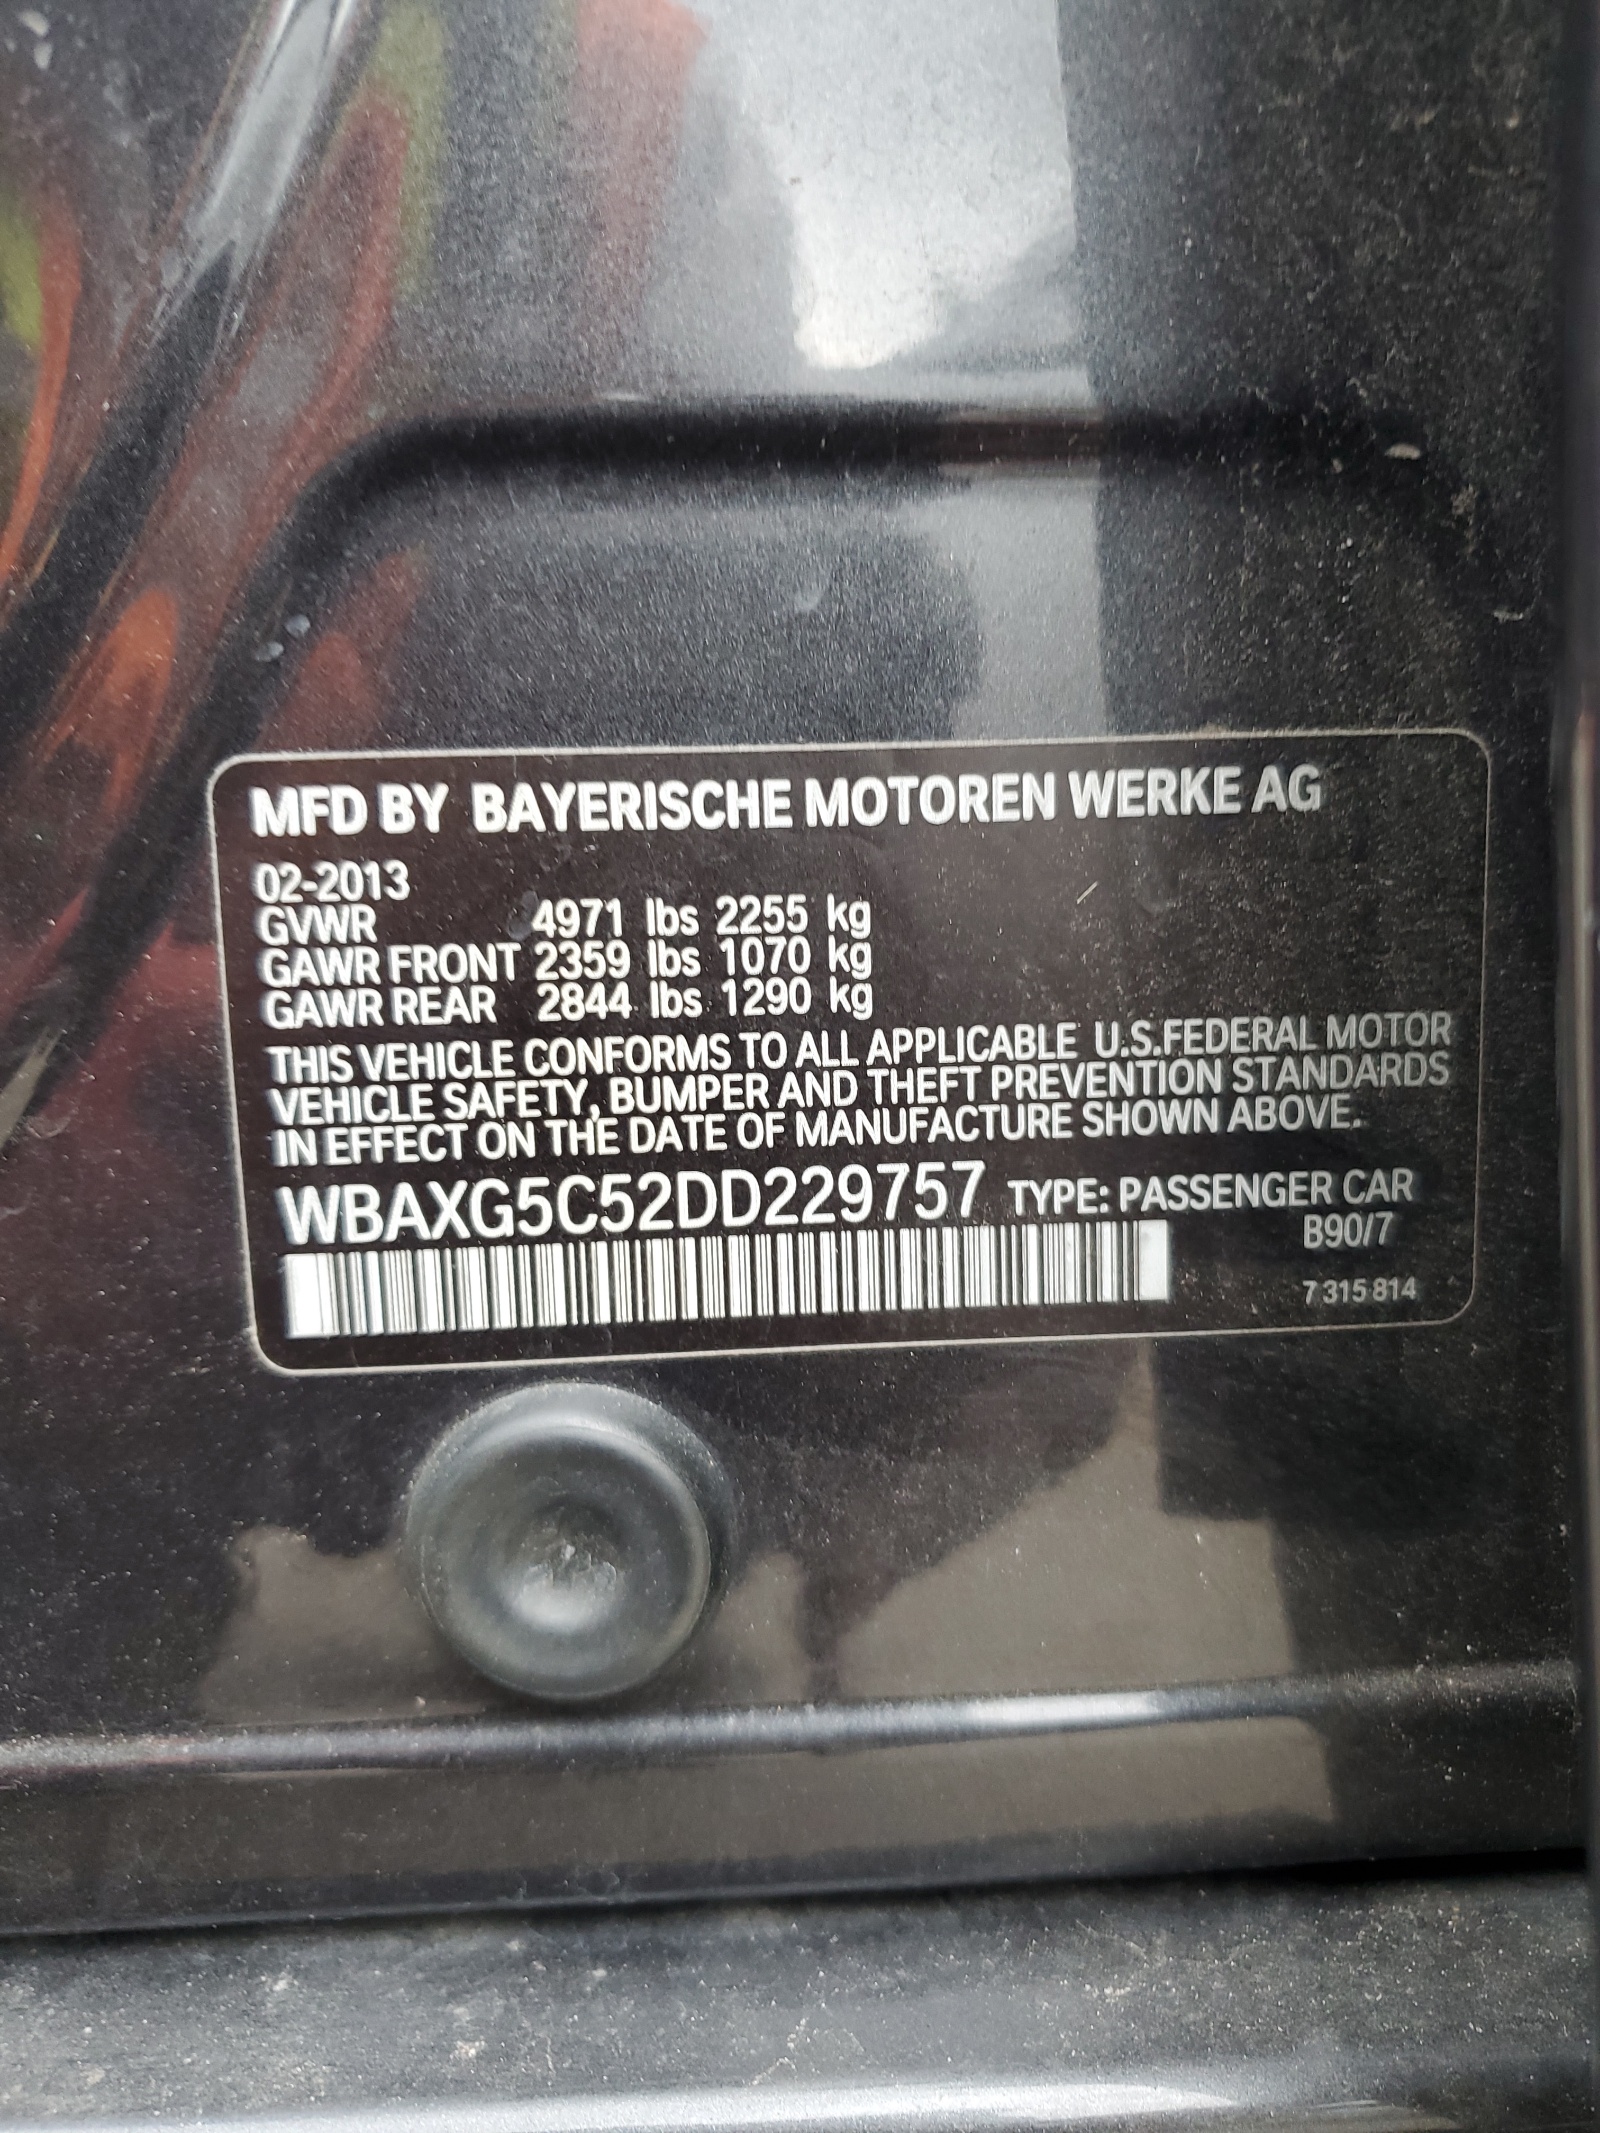 MFD BY BAYERISCHE MOTOREN WERKE AG
02-2013
GVWR 4971 lbs 2255 kg
GAWR FRONT 2359 lbs 1070 kg
GAWR REAR 2844 lbs 1290 kg
THIS VEHICLE CONFORMS TO ALL APPLICABLE U.S.FEDERAL MOTOR
VEHICLE SAFETY, BUMPER AND THEFT PREVENTION STANDARDS
IN EFFECT ON THE DATE OF MANUFACTURE SHOWN ABOVE.
WBAXG5C52DD229757 TYPE: PASSENGER CAR
B90/7
7 315 814